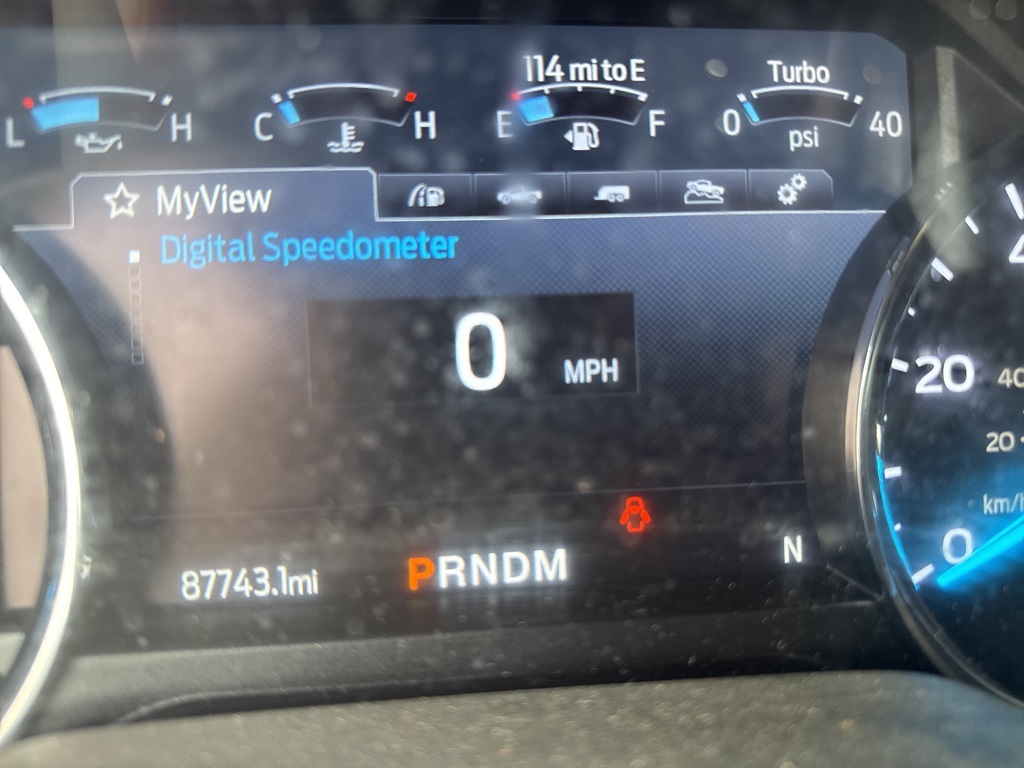 114 mi to E
Turbo
L H C H E F 0 40
psi
MyView
Digital Speedometer
0 MPH
20 40
20
km/h
0
N
87743.1mi PRNDM